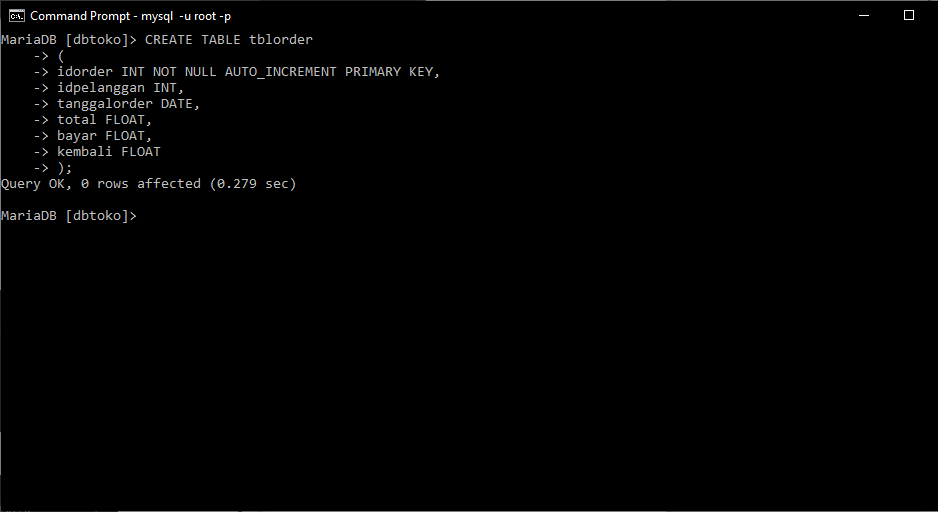 Command Prompt - mysql  -u root -p
MariaDB [dbtoko]> CREATE TABLE tblorder
    -> (
    -> idorder INT NOT NULL AUTO_INCREMENT PRIMARY KEY,
    -> idpelanggan INT,
    -> tanggalorder DATE,
    -> total FLOAT,
    -> bayar FLOAT,
    -> kembali FLOAT
    -> );
Query OK, 0 rows affected (0.279 sec)
MariaDB [dbtoko]>